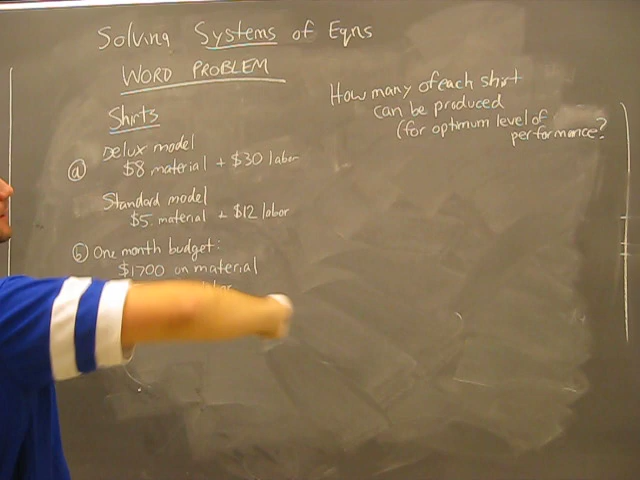 Solving Systems of Eqns
WORD PROBLEM
Shirts
How many of each shirt
can be produced
(for optimum level of
performance?
Delux model
(a) $8 material + $30 labor
Standard model
$5 material + $12 labor
(b) One month budget:
$1700 on material
labor